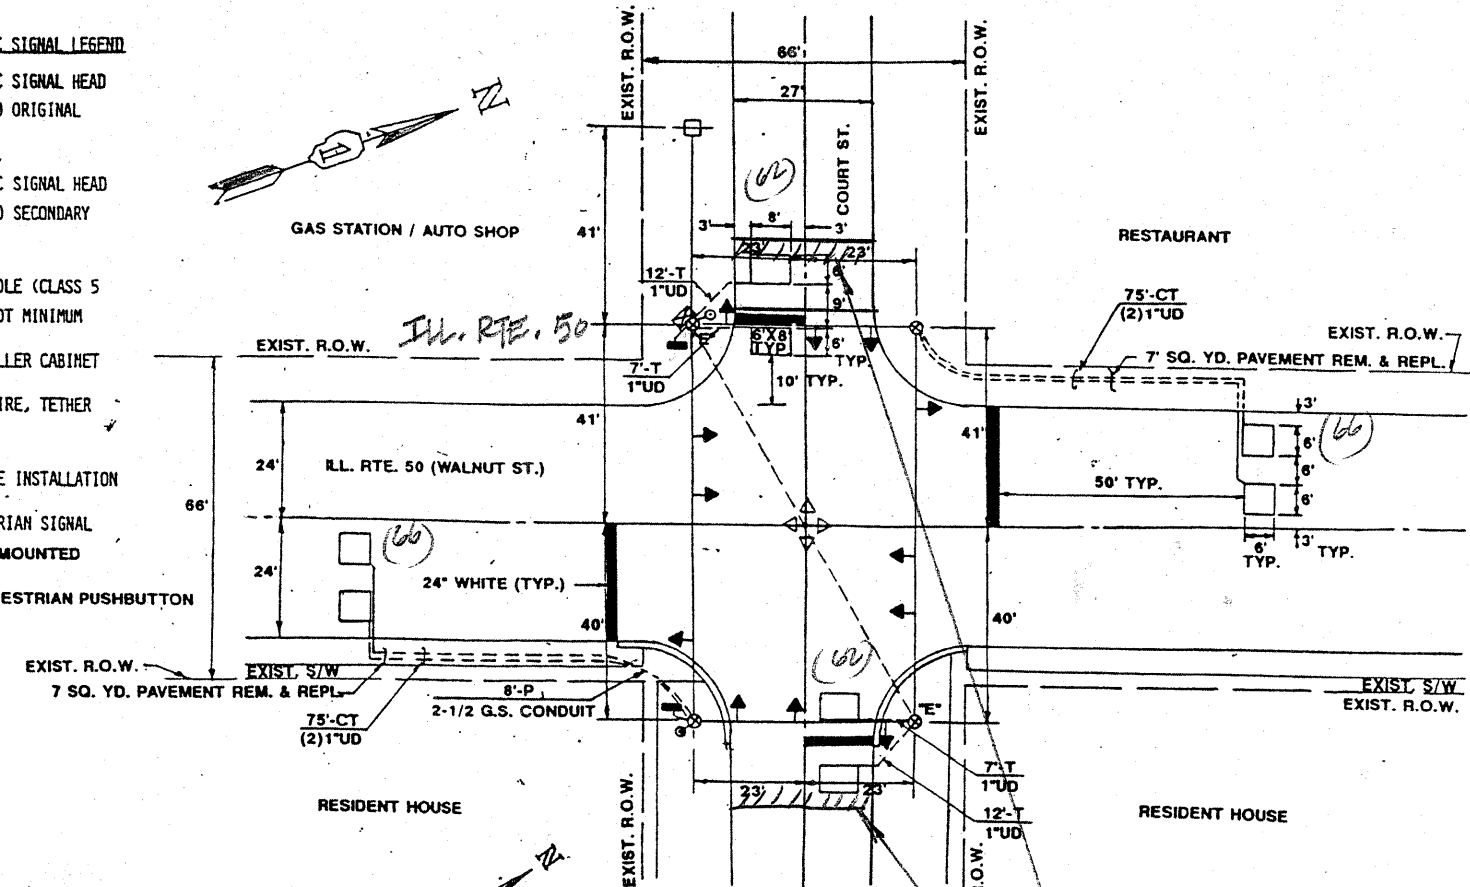 SIGNAL LEGEND
SIGNAL HEAD
ORIGINAL
SIGNAL HEAD
SECONDARY
(CLASS 5
MINIMUM
CABINET
TETHER
INSTALLATION
SIGNAL
MOUNTED
PUSHBUTTON
N
GAS STATION / AUTO SHOP
RESTAURANT
EXIST. R.O.W.
66'
27'
EXIST. R.O.W.
COURT ST.
(62)
3'
8'
3'
23'
23'
41'
12'-T
1"UD
6'
9'
ILL. RTE. 50
EXIST. R.O.W.
7'-T
1"UD
"E"
6'X8'
TYP
6'
TYP.
10' TYP.
75'-CT
(2)1"UD
EXIST. R.O.W.
7' SQ. YD. PAVEMENT REM. & REPL.
41'
41'
3'
6'
6'
6'
3' TYP.
6'
TYP.
(66)
50' TYP.
24'
ILL. RTE. 50 (WALNUT ST.)
66'
24'
(66)
24" WHITE (TYP.)
40'
40'
(62)
EXIST. R.O.W.
EXIST. S/W
7 SQ. YD. PAVEMENT REM. & REPL.
8'-P
2-1/2 G.S. CONDUIT
75'-CT
(2)1"UD
"E"
EXIST. S/W
EXIST. R.O.W.
7'-T
1"UD
12'-T
1"UD
23'
23'
RESIDENT HOUSE
RESIDENT HOUSE
EXIST. R.O.W.
R.O.W.
N